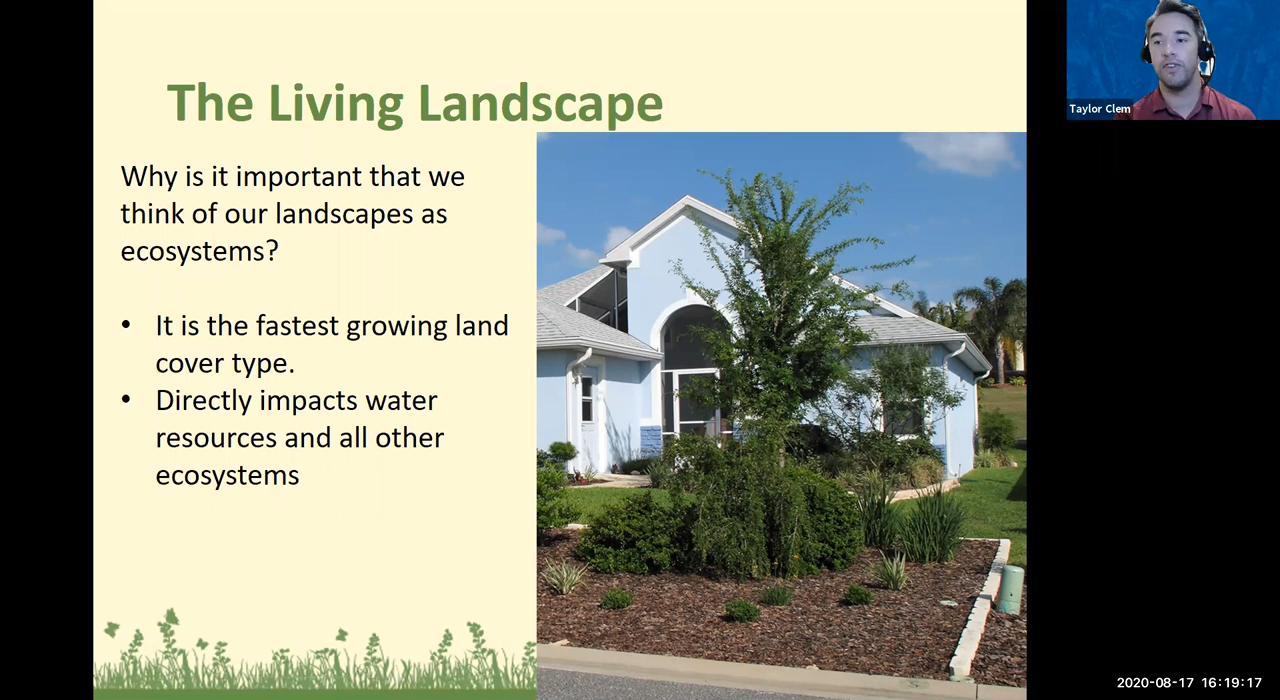 The Living Landscape
Why is it important that we
think of our landscapes as
ecosystems?
• It is the fastest growing land
cover type.
• Directly impacts water
resources and all other
ecosystems
Taylor Clem
2020-08-17 16:19:17